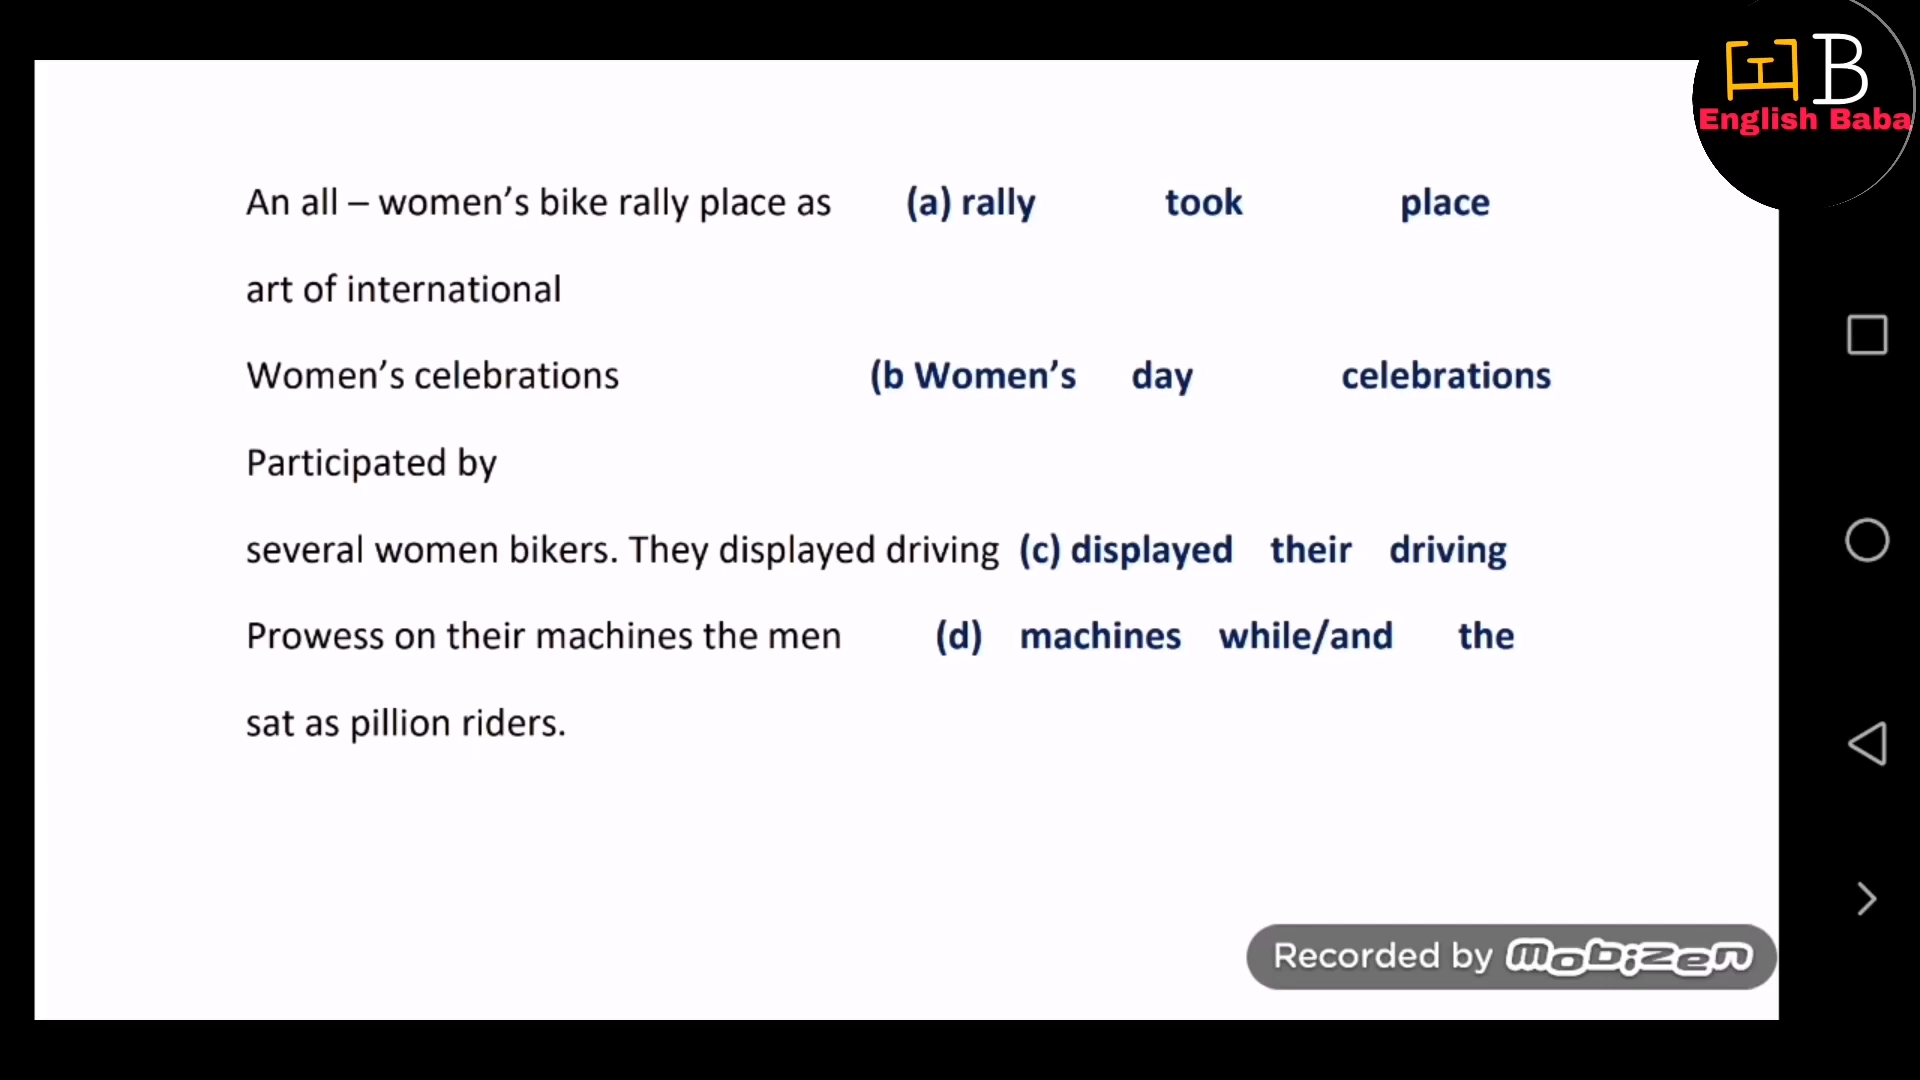 B
English Baba
An all – women's bike rally place as (a) rally took place
art of international
Women's celebrations (b Women's day celebrations
Participated by
several women bikers. They displayed driving (c) displayed their driving
Prowess on their machines the men (d) machines while/and the
sat as pillion riders.
Recorded by mobizen